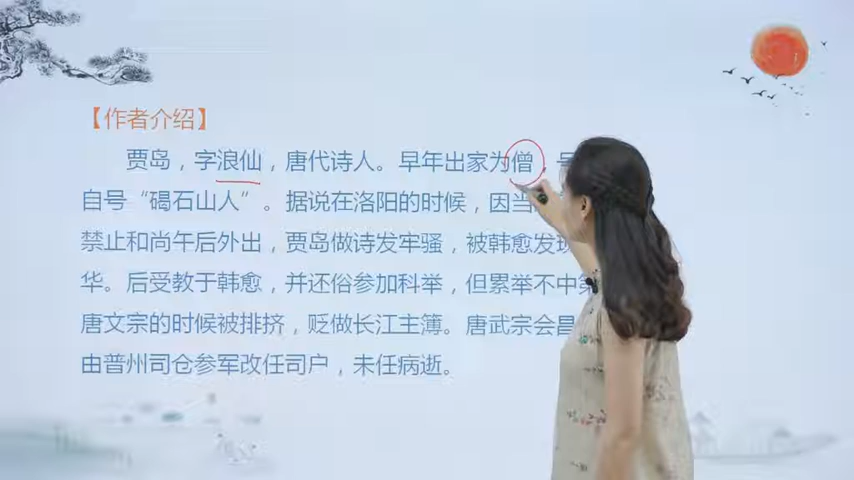 【作者介绍】
贾岛，字浪仙，唐代诗人。早年出家为僧，号
自号“碣石山人”。据说在洛阳的时候，因当
禁止和尚午后外出，贾岛做诗发牢骚，被韩愈发现
华。后受教于韩愈，并还俗参加科举，但累举不中第
唐文宗的时候被排挤，贬做长江主簿。唐武宗会昌
由普州司仓参军改任司户，未任病逝。